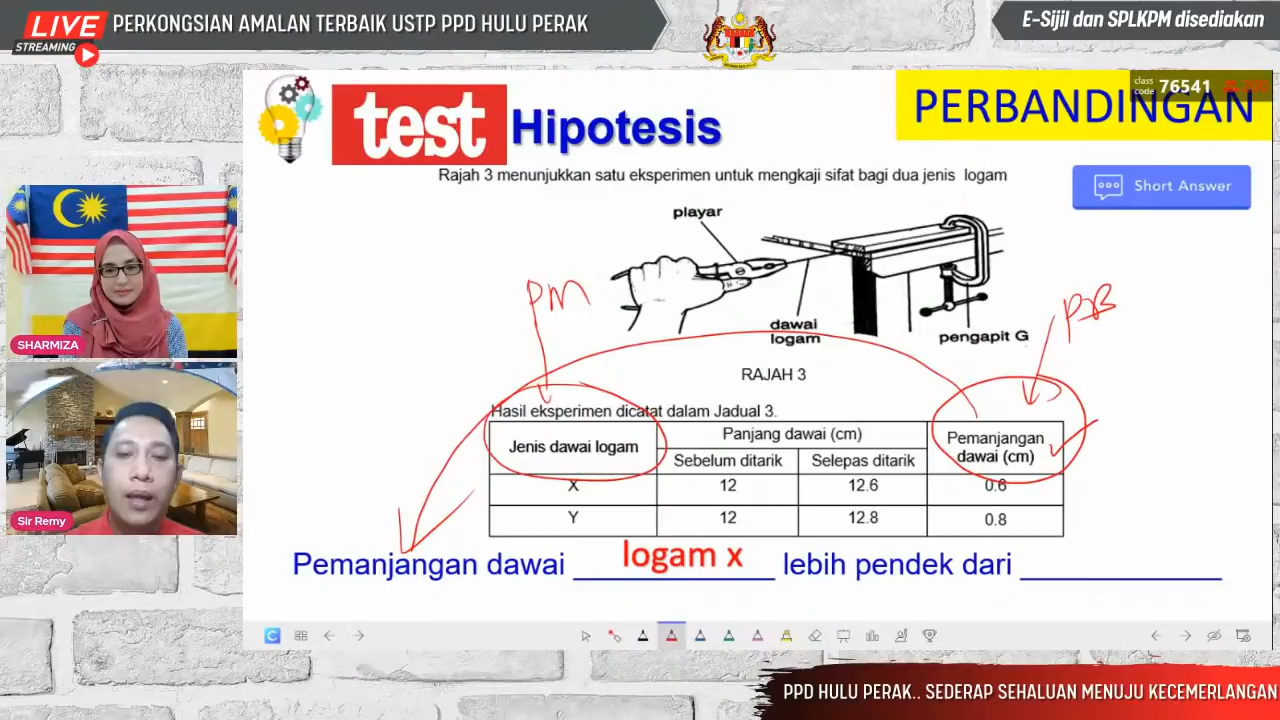 LIVE
STREAMING
PERKONGSIAN AMALAN TERBAIK USTP PPD HULU PERAK
E-Sijil dan SPLKPM disediakan
test Hipotesis
PERBANDINGAN
class code 76541
Rajah 3 menunjukkan satu eksperimen untuk mengkaji sifat bagi dua jenis logam
Short Answer
playar
dawai
logam
pengapit G
PM
PzB
RAJAH 3
Hasil eksperimen dicatat dalam Jadual 3.
Jenis dawai logam Panjang dawai (cm) Pemanjangan dawai (cm)
Sebelum ditarik Selepas ditarik
X 12 12.6 0.6
Y 12 12.8 0.8
Pemanjangan dawai logam x lebih pendek dari
SHARMIZA
Sir Remy
PPD HULU PERAK.. SEDERAP SEHALUAN MENUJU KECEMERLANGAN